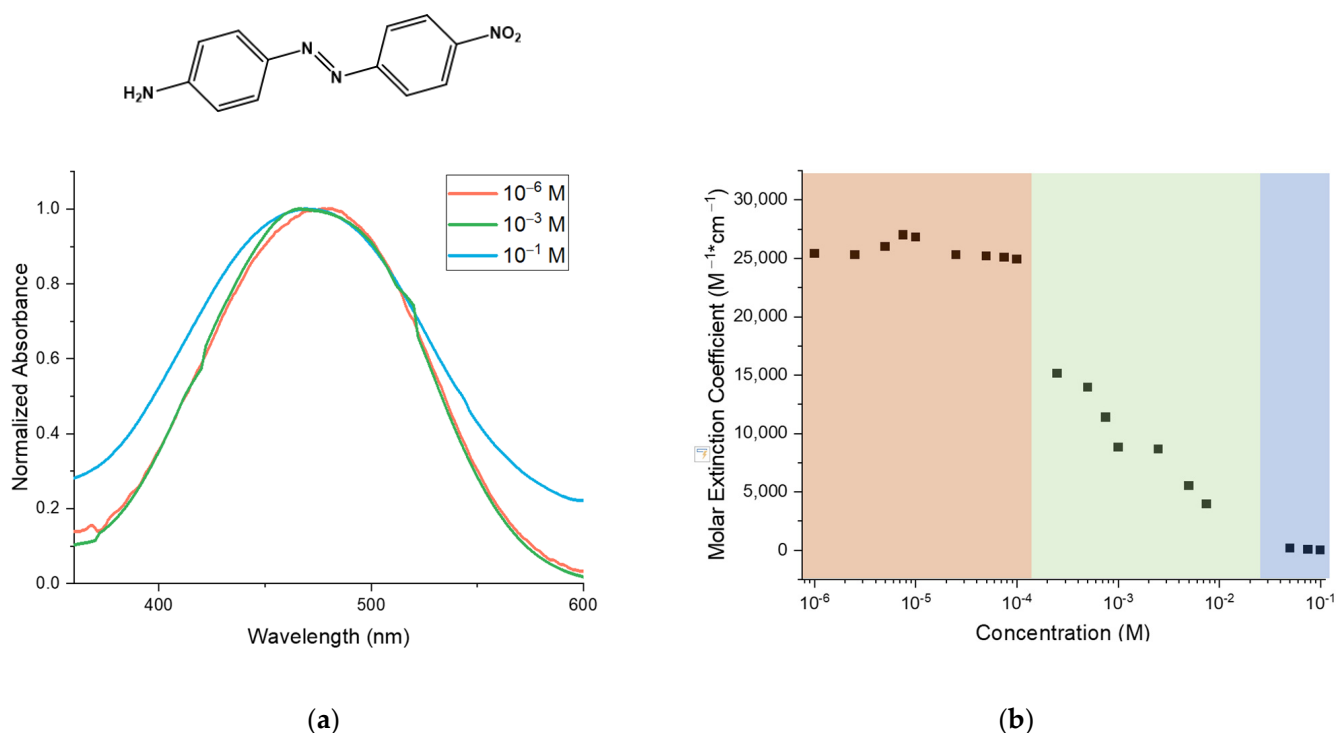 NO₂
N
N
H₂N
10⁻⁶ M
10⁻³ M
10⁻¹ M
1.0
0.8
0.6
0.4
0.2
0.0
400
500
600
Normalized Absorbance
Wavelength (nm)
(a)
30,000
25,000
20,000
15,000
10,000
5,000
0
10⁻⁶
10⁻⁵
10⁻⁴
10⁻³
10⁻²
10⁻¹
Molar Extinction Coefficient (M⁻¹*cm⁻¹)
Concentration (M)
(b)